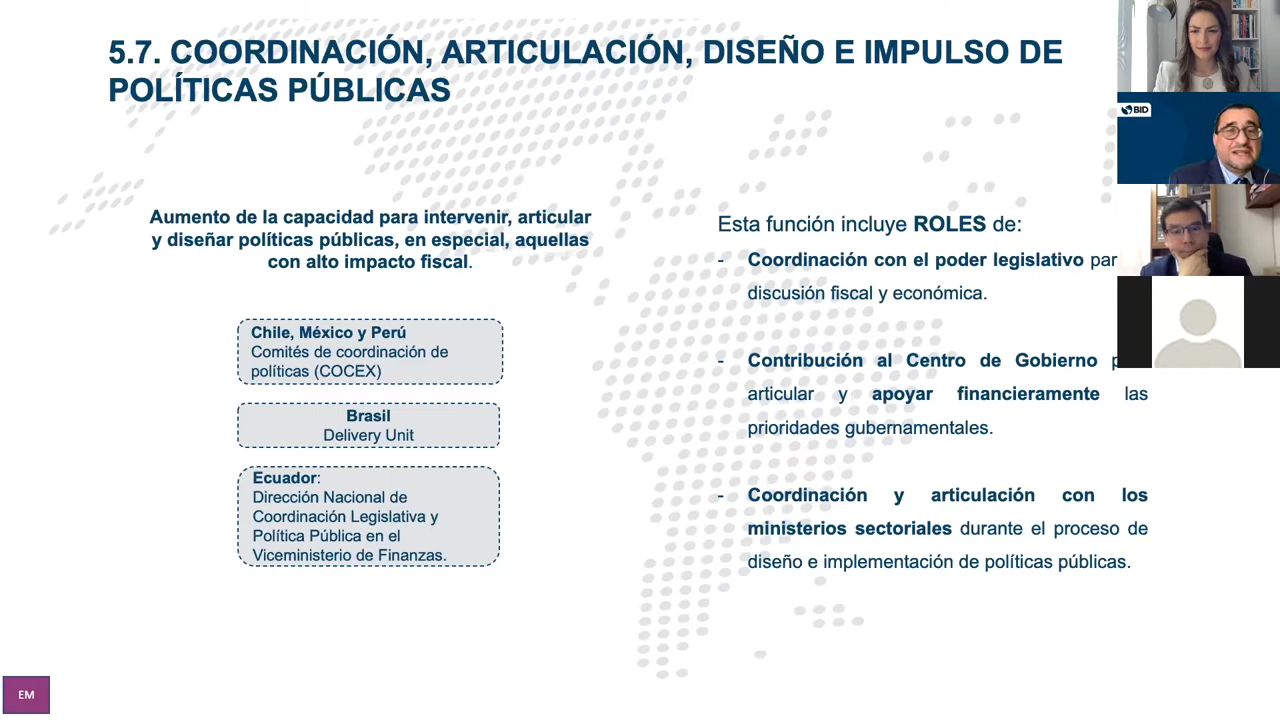 5.7. COORDINACIÓN, ARTICULACIÓN, DISEÑO E IMPULSO DE
POLÍTICAS PÚBLICAS
Aumento de la capacidad para intervenir, articular
y diseñar políticas públicas, en especial, aquellas
con alto impacto fiscal.
Chile, México y Perú
Comités de coordinación de
políticas (COCEX)
Brasil
Delivery Unit
Ecuador:
Dirección Nacional de
Coordinación Legislativa y
Política Pública en el
Viceministerio de Finanzas.
Esta función incluye ROLES de:
- Coordinación con el poder legislativo par
discusión fiscal y económica.
- Contribución al Centro de Gobierno
articular y apoyar financieramente las
prioridades gubernamentales.
- Coordinación y articulación con los
ministerios sectoriales durante el proceso de
diseño e implementación de políticas públicas.
BID
EM